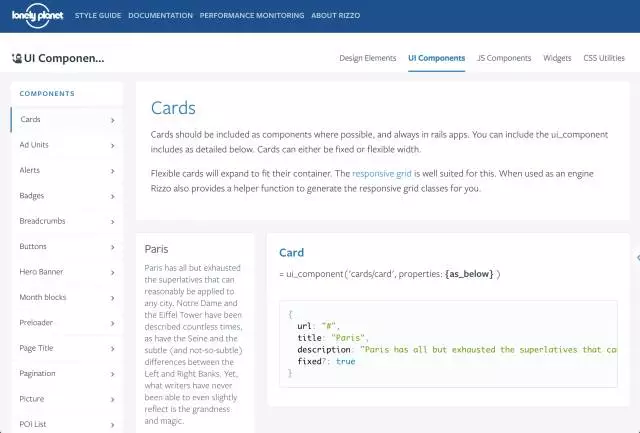 lonely planet
STYLE GUIDE DOCUMENTATION PERFORMANCE MONITORING ABOUT RIZZO
UI Componen...
Design Elements UI Components JS Components Widgets CSS Utilities
COMPONENTS
Cards
Ad Units
Alerts
Badges
Breadcrumbs
Buttons
Hero Banner
Month blocks
Preloader
Page Title
Pagination
Picture
POI List
Cards
Cards should be included as components where possible, and always in rails apps. You can include the ui_component
includes as detailed below. Cards can either be fixed or flexible width.
Flexible cards will expand to fit their container. The responsive grid is well suited for this. When used as an engine
Rizzo also provides a helper function to generate the responsive grid classes for you.
Paris
Paris has all but exhausted
the superlatives that can
reasonably be applied to
any city. Notre Dame and
the Eiffel Tower have been
described countless times,
as have the Seine and the
subtle (and not-so-subtle)
differences between the
Left and Right Banks. Yet,
what writers have never
been able to even slightly
reflect is the grandness
and magic.
Card
= ui_component('cards/card', properties: {as_below} )
{
url: "#",
title: "Paris",
description: "Paris has all but exhausted the superlatives that ca
fixed?: true
}